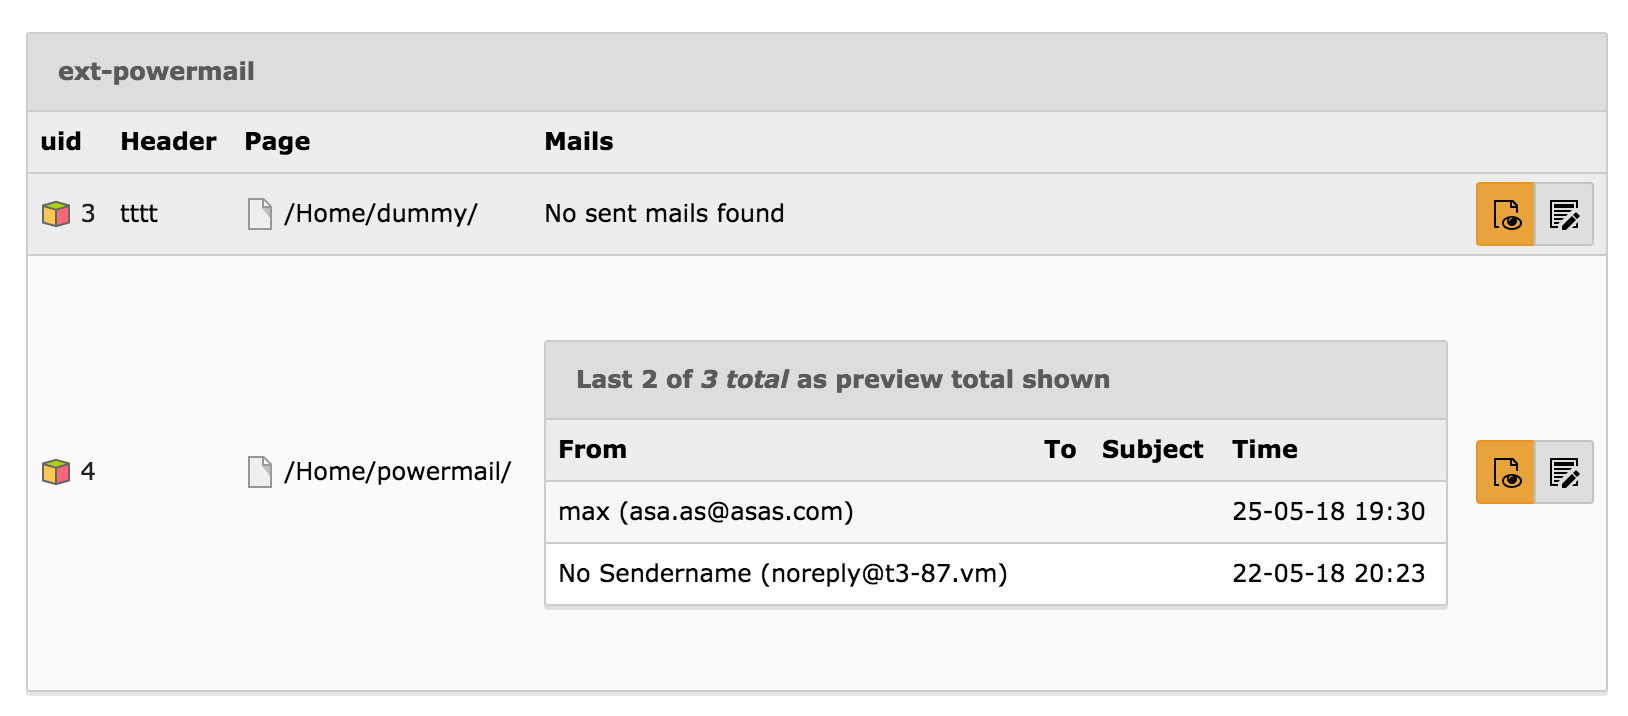 ext-powermail
uid Header Page Mails
3 tttt /Home/dummy/ No sent mails found
4 /Home/powermail/
Last 2 of 3 total as preview total shown
From To Subject Time
max (asa.as@asas.com) 25-05-18 19:30
No Sendername (noreply@t3-87.vm) 22-05-18 20:23